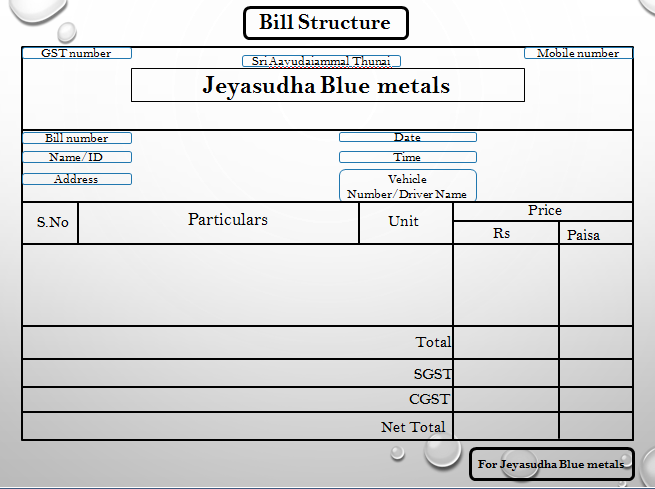 Bill Structure
GST number
Mobile number
Sri Aavudaiammal Thunai
Jeyasudha Blue metals
Bill number
Date
Name/ID
Time
Address
Vehicle
Number/Driver Name
S.No
Particulars
Unit
Price
Rs
Paisa
Total
SGST
CGST
Net Total
For Jeyasudha Blue metals